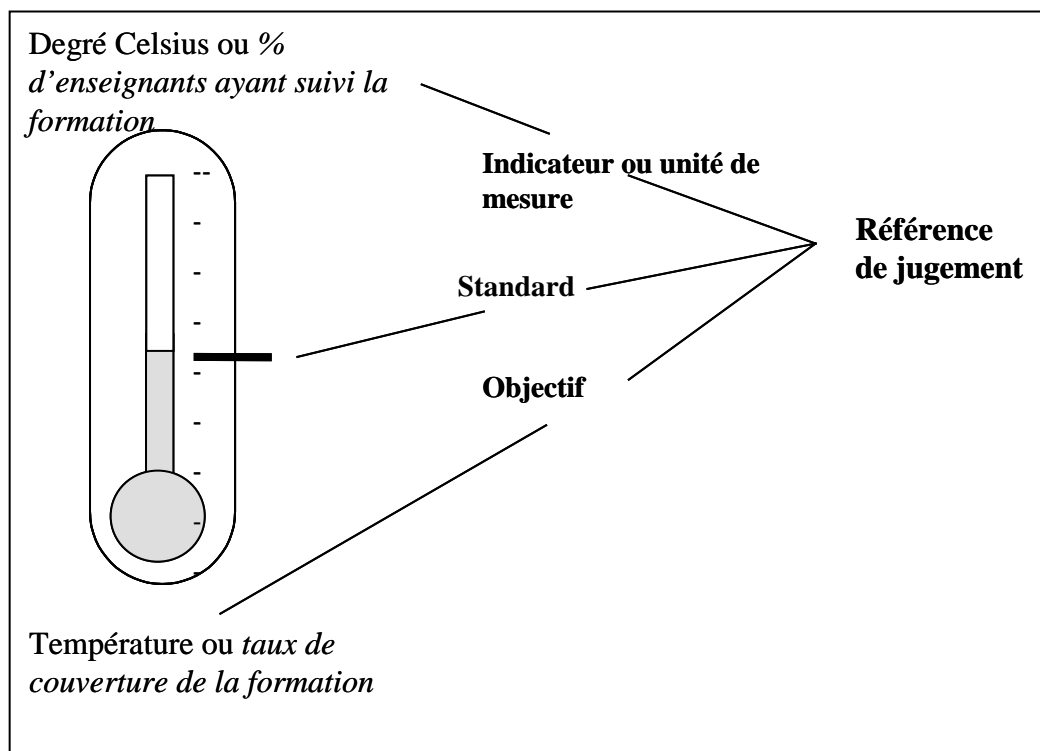 Degré Celsius ou %
d'enseignants ayant suivi la
formation
Indicateur ou unité de
mesure
Référence
de jugement
Standard
Objectif
Température ou taux de
couverture de la formation